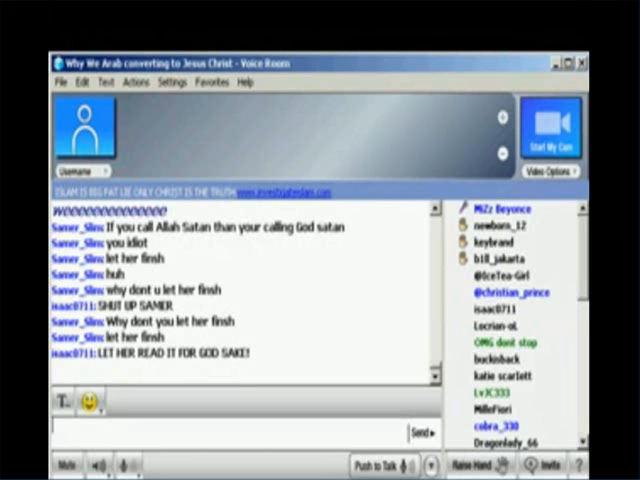 Why We Arab converting to Jesus Christ - Voice Room
File Edit Text Actions Settings Favorites Help
Start My Cam
Username
Video Options
ISLAM IS BIG FAT LIE ONLY CHRIST IS THE TRUTH www.investigateislam.com
weeeeeeeeeeeeeee
Samer_Slim: If you call Allah Satan than your calling God satan
Samer_Slim: you idiot
Samer_Slim: let her finsh
Samer_Slim: huh
Samer_Slim: why dont u let her finsh
isaac0711: SHUT UP SAMER
Samer_Slim: Why dont you let her finsh
Samer_Slim: let her finsh
isaac0711: LET HER READ IT FOR GOD SAKE!
MiZz Beyonce
newborn_12
keybrand
b1ll_jakarta
@IceTea-Girl
@christian_prince
isaac0711
Locrian-oL
OMG dont stop
buckisback
katie scarlett
LvJC333
MilleFiori
cobra_330
Dragonlady_66
T..
Send
Mute
Push to Talk
Raise Hand
Invite
?